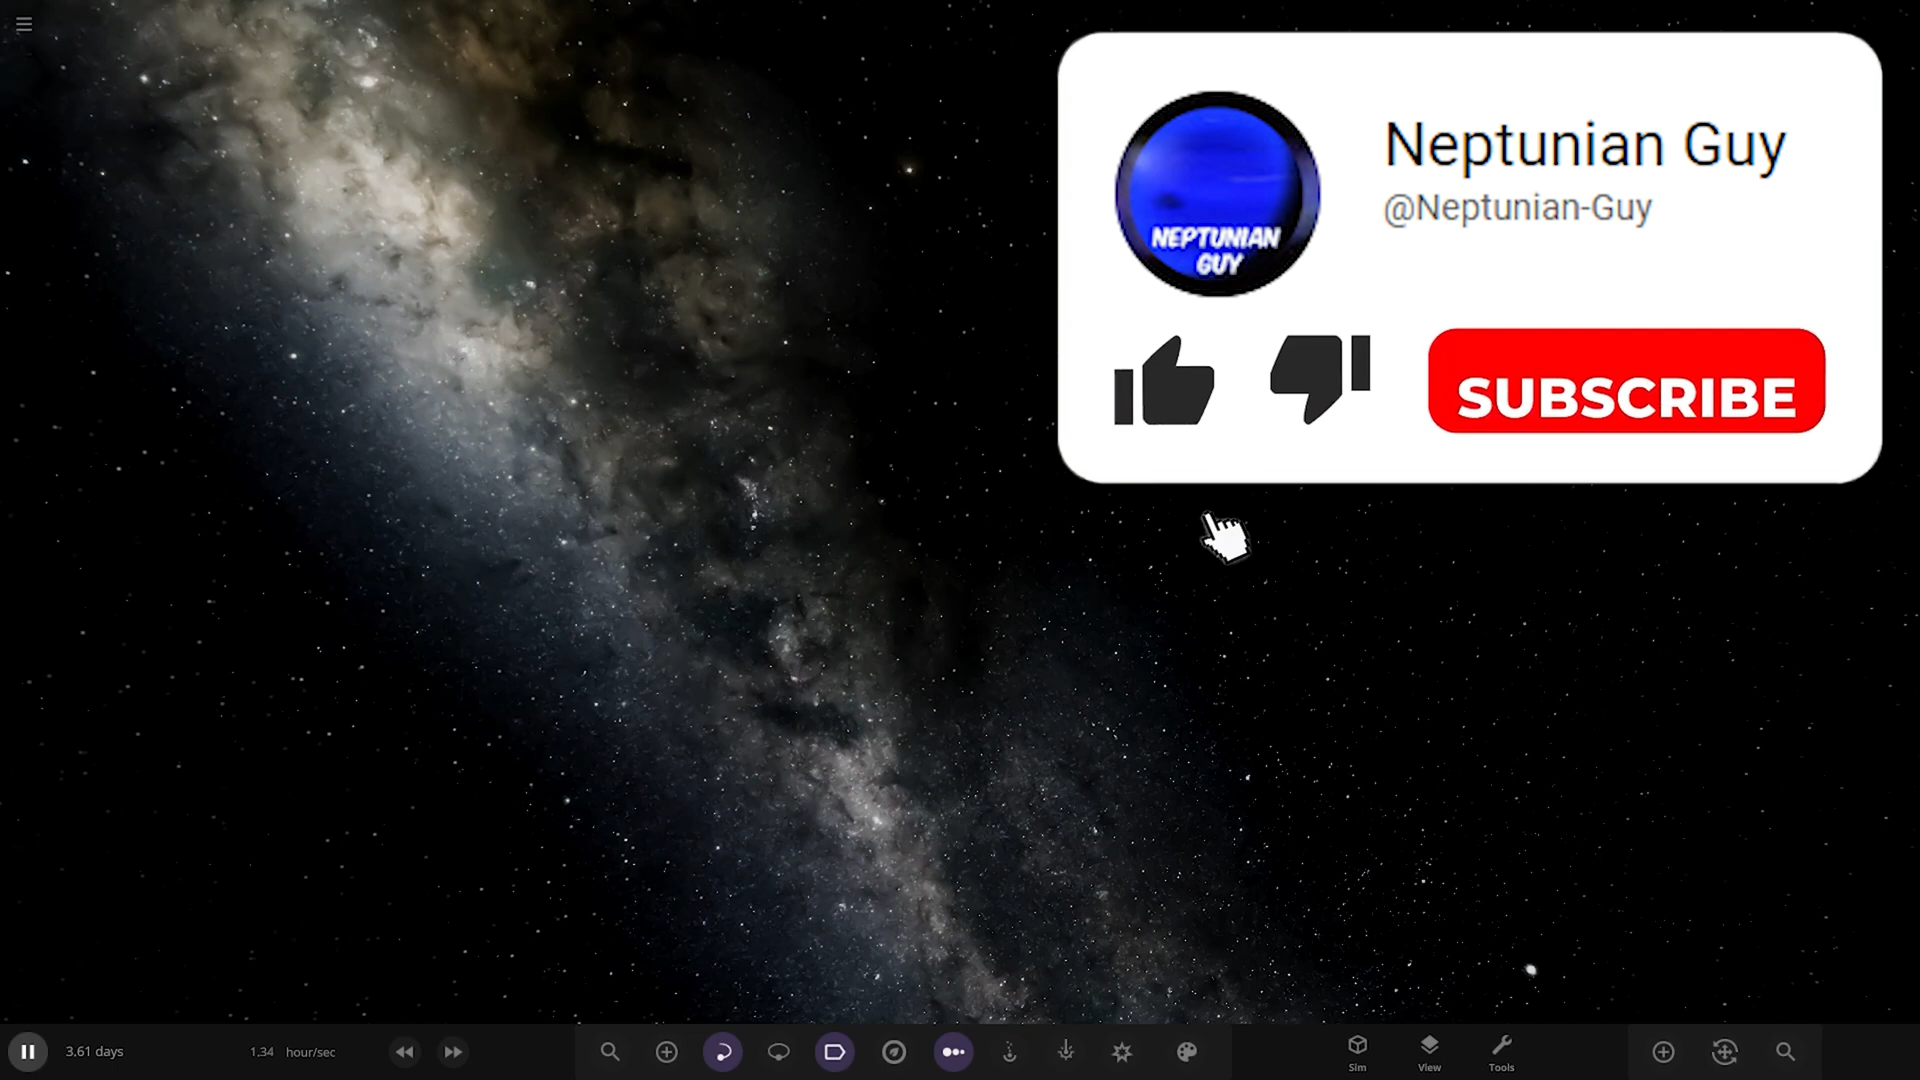 Neptunian Guy
@Neptunian-Guy
NEPTUNIAN
GUY
SUBSCRIBE
3.61 days
1.34 hour/sec
Sim
View
Tools